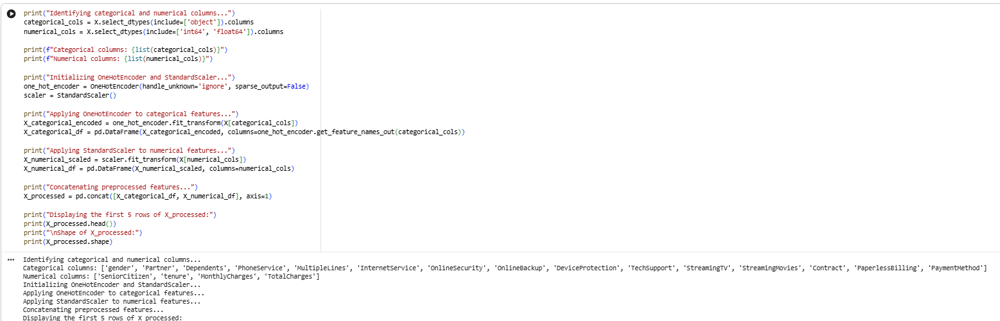 print("Identifying categorical and numerical columns...")
categorical_cols = X.select_dtypes(include=['object']).columns
numerical_cols = X.select_dtypes(include=['int64', 'float64']).columns
print(f"Categorical columns: {list(categorical_cols)}")
print(f"Numerical columns: {list(numerical_cols)}")
print("Initializing OneHotEncoder and StandardScaler...")
one_hot_encoder = OneHotEncoder(handle_unknown='ignore', sparse_output=False)
scaler = StandardScaler()
print("Applying OneHotEncoder to categorical features...")
X_categorical_encoded = one_hot_encoder.fit_transform(X[categorical_cols])
X_categorical_df = pd.DataFrame(X_categorical_encoded, columns=one_hot_encoder.get_feature_names_out(categorical_cols))
print("Applying StandardScaler to numerical features...")
X_numerical_scaled = scaler.fit_transform(X[numerical_cols])
X_numerical_df = pd.DataFrame(X_numerical_scaled, columns=numerical_cols)
print("Concatenating preprocessed features...")
X_processed = pd.concat([X_categorical_df, X_numerical_df], axis=1)
print("Displaying the first 5 rows of X_processed:")
print(X_processed.head())
print("\nShape of X_processed:")
print(X_processed.shape)
Identifying categorical and numerical columns...
Categorical columns: ['gender', 'Partner', 'Dependents', 'PhoneService', 'MultipleLines', 'InternetService', 'OnlineSecurity', 'OnlineBackup', 'DeviceProtection', 'TechSupport', 'StreamingTV', 'StreamingMovies', 'Contract', 'PaperlessBilling', 'PaymentMethod']
Numerical columns: ['SeniorCitizen', 'tenure', 'MonthlyCharges', 'TotalCharges']
Initializing OneHotEncoder and StandardScaler...
Applying OneHotEncoder to categorical features...
Applying StandardScaler to numerical features...
Concatenating preprocessed features...
Displaying the first 5 rows of X_processed: